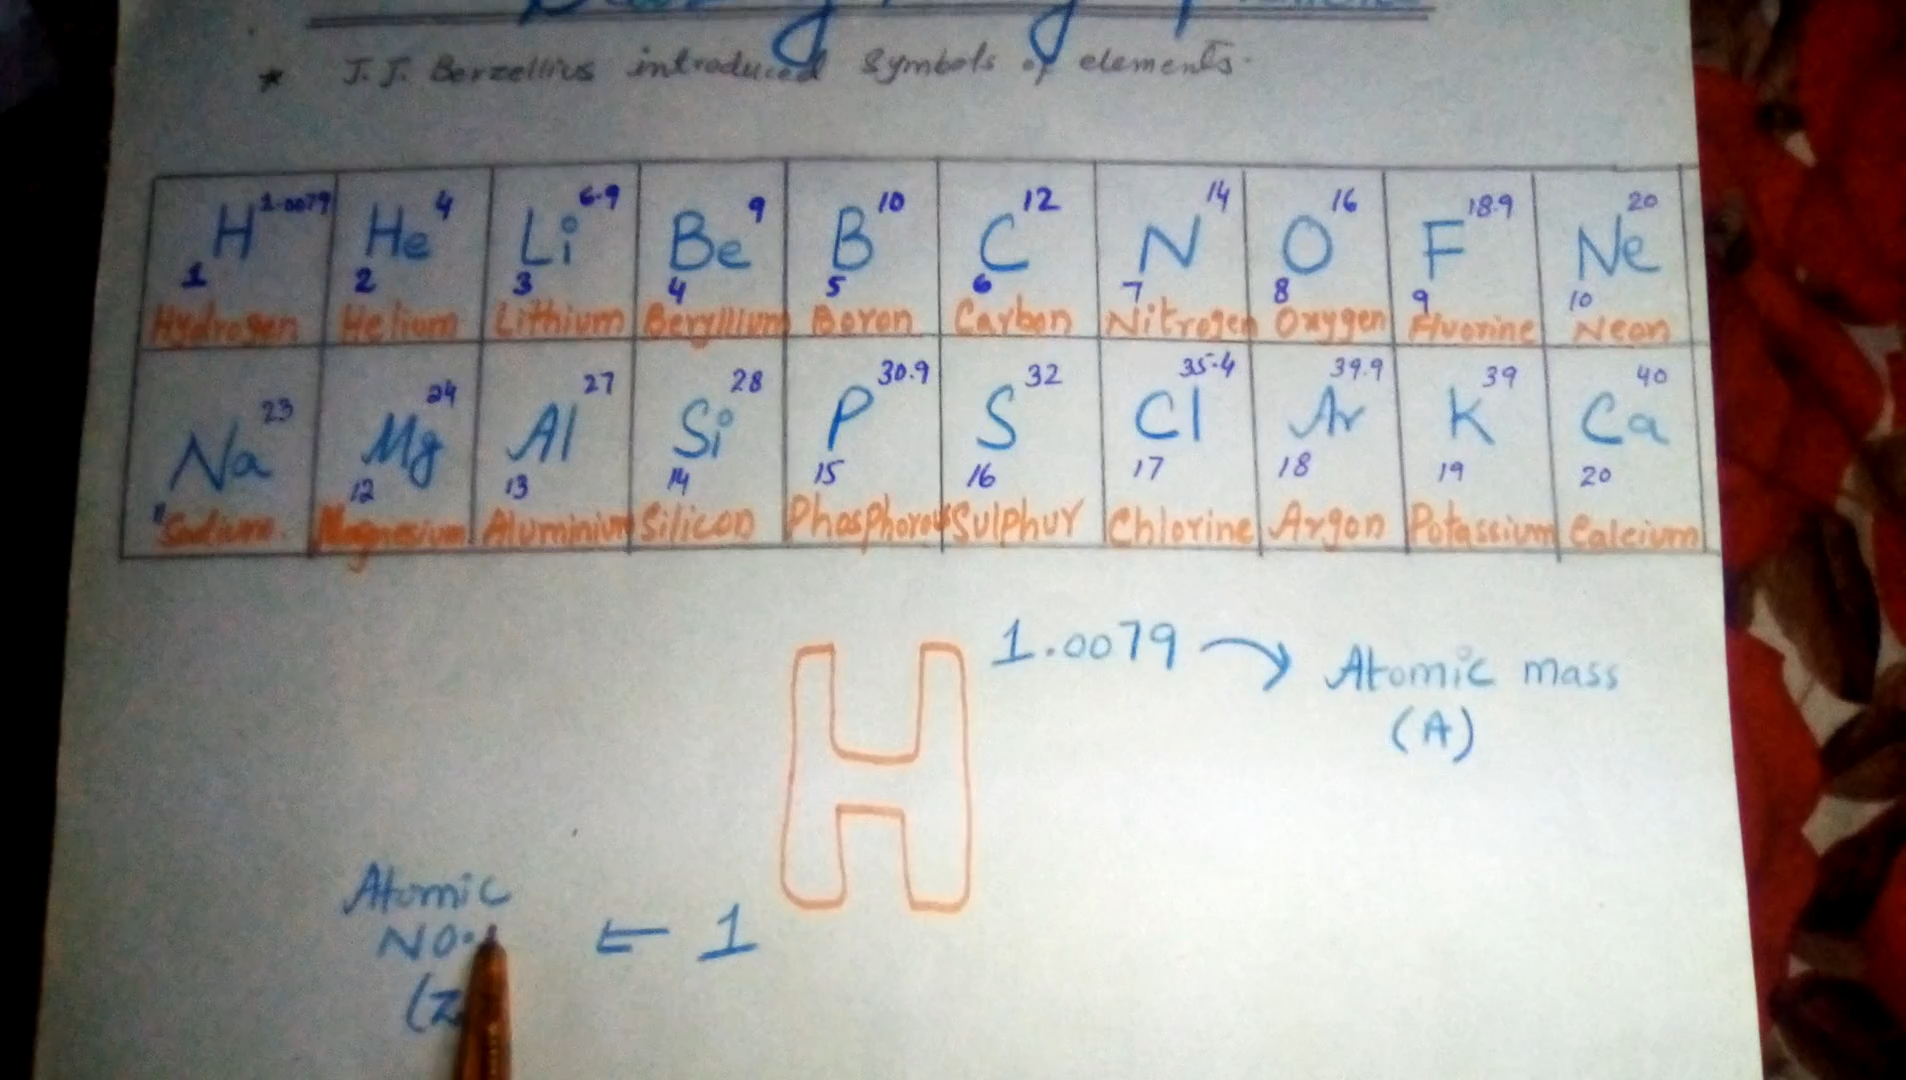 * J.J. Berzellius introduced Symbols of elements.
H 1.0079 He 4 Li 6.9 Be 9 B 10 C 12 N 14 O 16 F 18.9 Ne 20
1 2 3 4 5 6 7 8 9 10
Hydrogen Helium Lithium Beryllium Boron Carbon Nitrogen Oxygen Fluorine Neon
Na 23 Mg 24 Al 27 Si 28 P 30.9 S 32 Cl 35.4 Ar 39.9 K 39 Ca 40
11 12 13 14 15 16 17 18 19 20
Sodium Magnesium Aluminium Silicon Phosphorous Sulphur Chlorine Argon Potassium Calcium
H 1.0079 → Atomic mass
(A)
Atomic
NO. ← 1
(Z